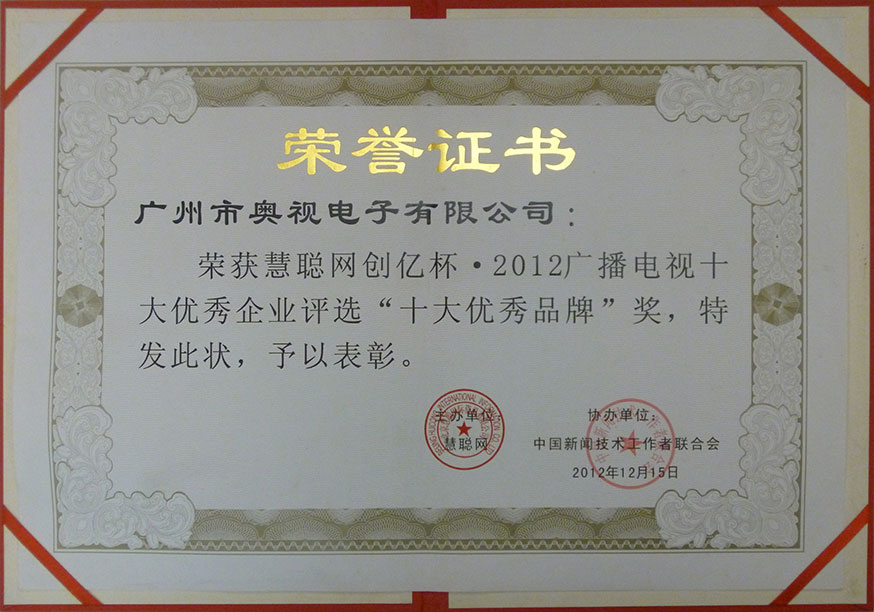 荣誉证书
广州市奥视电子有限公司：
荣获慧聪网创亿杯·2012广播电视十
大优秀企业评选“十大优秀品牌”奖，特
发此状，予以表彰。
主办单位
慧聪网
协办单位：
中国新闻技术工作者联合会
2012年12月15日